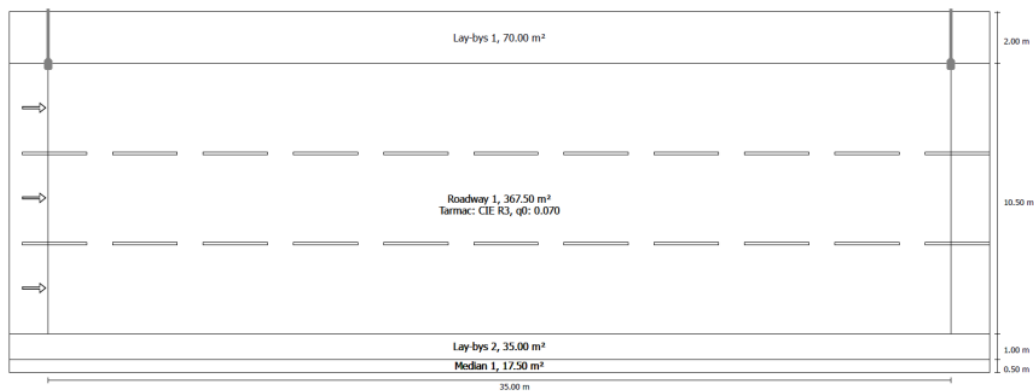 Lay-bys 1, 70.00 m²
2.00 m
Roadway 1, 367.50 m²
Tarmac: CIE R3, q0: 0.070
10.50 m
Lay-bys 2, 35.00 m²
1.00 m
Median 1, 17.50 m²
0.50 m
35.00 m